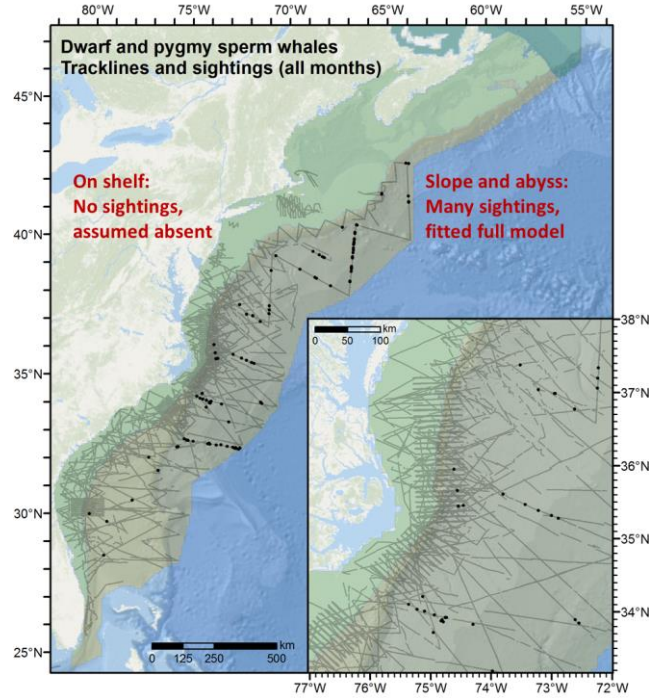 80°W 75°W 70°W 65°W 60°W 55°W
Dwarf and pygmy sperm whales
Tracklines and sightings (all months)
45°N
On shelf:
No sightings,
assumed absent
Slope and abyss:
Many sightings,
fitted full model
40°N
35°N
30°N
25°N
km
0 125 250 500
km
0 50 100
38°N
37°N
36°N
35°N
34°N
77°W 76°W 75°W 74°W 73°W 72°W